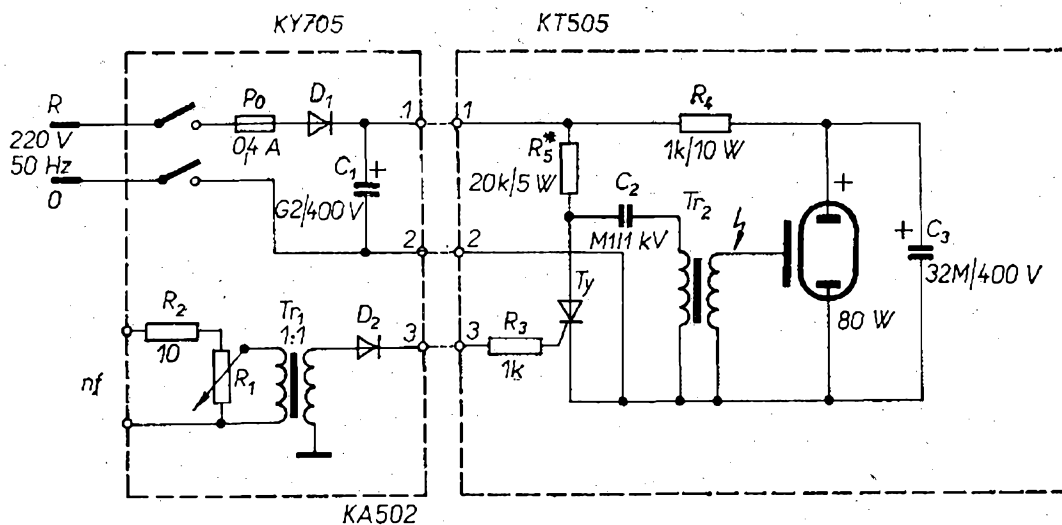 KY705
KT505
R
220 V
50 Hz
0
Po
0,4 A
D1
1
1
C1
+
G2/400 V
2
2
R5*
20k/5 W
C2
M1/1 kV
Tr2
R4
1k/10 W
+
+
C3
32M/400 V
80 W
Ty
nf
R2
10
R1
Tr1
1:1
D2
3
3
R3
1k
KA502